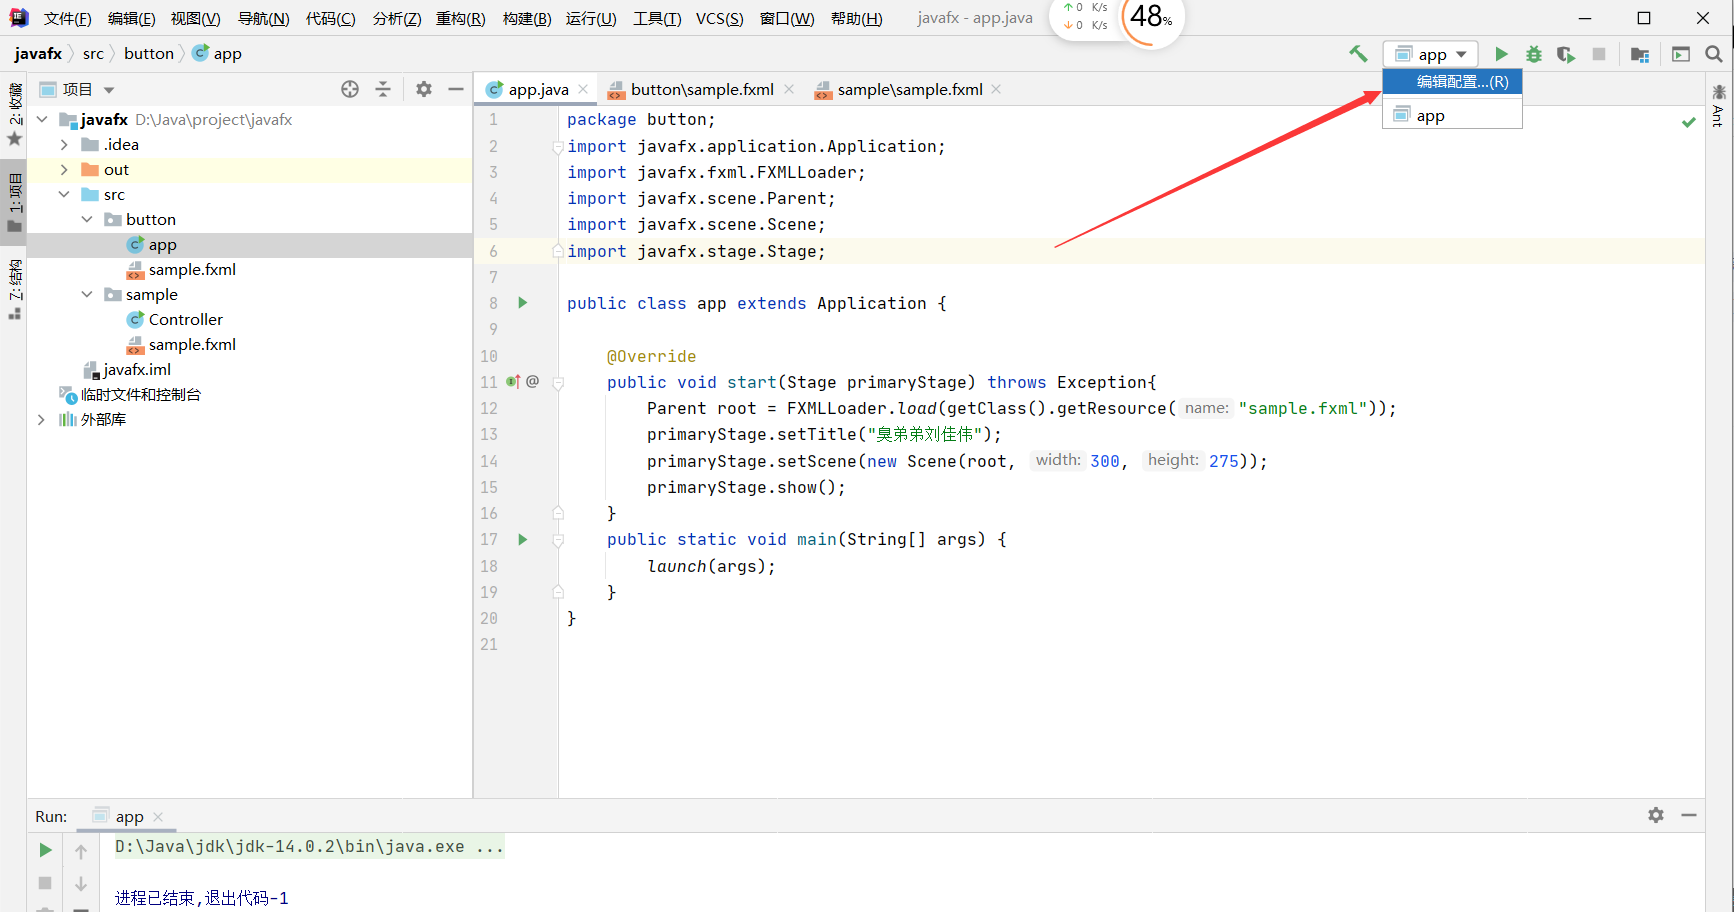 文件(F) 编辑(E) 视图(V) 导航(N) 代码(C) 分析(Z) 重构(R) 构建(B) 运行(U) 工具(T) VCS(S) 窗口(W) 帮助(H) javafx - app.java
↑ 0 K/s
↓ 0 K/s
48%
javafx src button app
app
编辑配置...(R)
app
2: 收藏
1: 项目
7: 结构
Ant
项目
javafx D:\Java\project\javafx
.idea
out
src
button
app
sample.fxml
sample
Controller
sample.fxml
javafx.iml
临时文件和控制台
外部库
app.java button\sample.fxml sample\sample.fxml
1 package button;
2 import javafx.application.Application;
3 import javafx.fxml.FXMLLoader;
4 import javafx.scene.Parent;
5 import javafx.scene.Scene;
6 import javafx.stage.Stage;
7
8 public class app extends Application {
9
10 @Override
11 @ public void start(Stage primaryStage) throws Exception{
12 Parent root = FXMLLoader.load(getClass().getResource( name: "sample.fxml"));
13 primaryStage.setTitle("臭弟弟刘佳伟");
14 primaryStage.setScene(new Scene(root, width: 300, height: 275));
15 primaryStage.show();
16 }
17 public static void main(String[] args) {
18 launch(args);
19 }
20 }
21
Run: app
D:\Java\jdk\jdk-14.0.2\bin\java.exe ...
进程已结束,退出代码-1